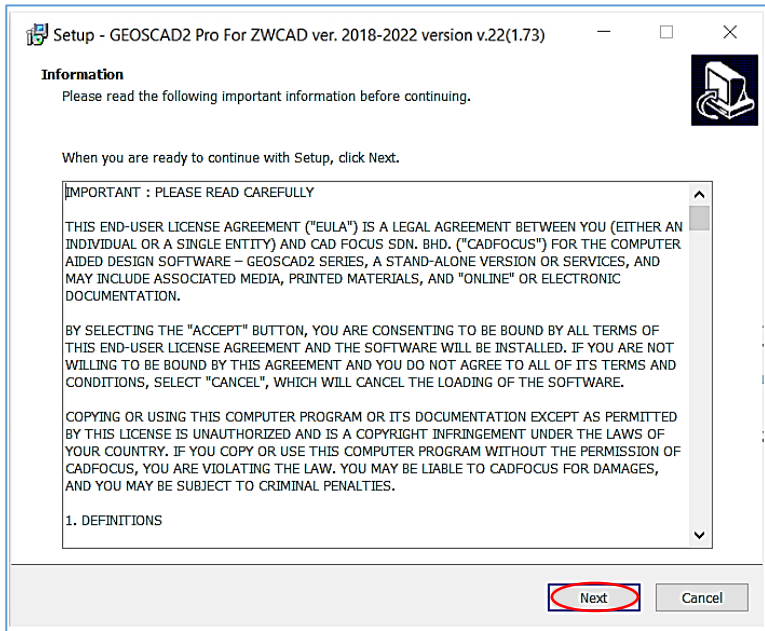 Setup - GEOSCAD2 Pro For ZWCAD ver. 2018-2022 version v.22(1.73)
Information
Please read the following important information before continuing.
When you are ready to continue with Setup, click Next.
IMPORTANT : PLEASE READ CAREFULLY
THIS END-USER LICENSE AGREEMENT ("EULA") IS A LEGAL AGREEMENT BETWEEN YOU (EITHER AN
INDIVIDUAL OR A SINGLE ENTITY) AND CAD FOCUS SDN. BHD. ("CADFOCUS") FOR THE COMPUTER
AIDED DESIGN SOFTWARE – GEOSCAD2 SERIES, A STAND-ALONE VERSION OR SERVICES, AND
MAY INCLUDE ASSOCIATED MEDIA, PRINTED MATERIALS, AND "ONLINE" OR ELECTRONIC
DOCUMENTATION.
BY SELECTING THE "ACCEPT" BUTTON, YOU ARE CONSENTING TO BE BOUND BY ALL TERMS OF
THIS END-USER LICENSE AGREEMENT AND THE SOFTWARE WILL BE INSTALLED. IF YOU ARE NOT
WILLING TO BE BOUND BY THIS AGREEMENT AND YOU DO NOT AGREE TO ALL OF ITS TERMS AND
CONDITIONS, SELECT "CANCEL", WHICH WILL CANCEL THE LOADING OF THE SOFTWARE.
COPYING OR USING THIS COMPUTER PROGRAM OR ITS DOCUMENTATION EXCEPT AS PERMITTED
BY THIS LICENSE IS UNAUTHORIZED AND IS A COPYRIGHT INFRINGEMENT UNDER THE LAWS OF
YOUR COUNTRY. IF YOU COPY OR USE THIS COMPUTER PROGRAM WITHOUT THE PERMISSION OF
CADFOCUS, YOU ARE VIOLATING THE LAW. YOU MAY BE LIABLE TO CADFOCUS FOR DAMAGES,
AND YOU MAY BE SUBJECT TO CRIMINAL PENALTIES.
1. DEFINITIONS
Next
Cancel